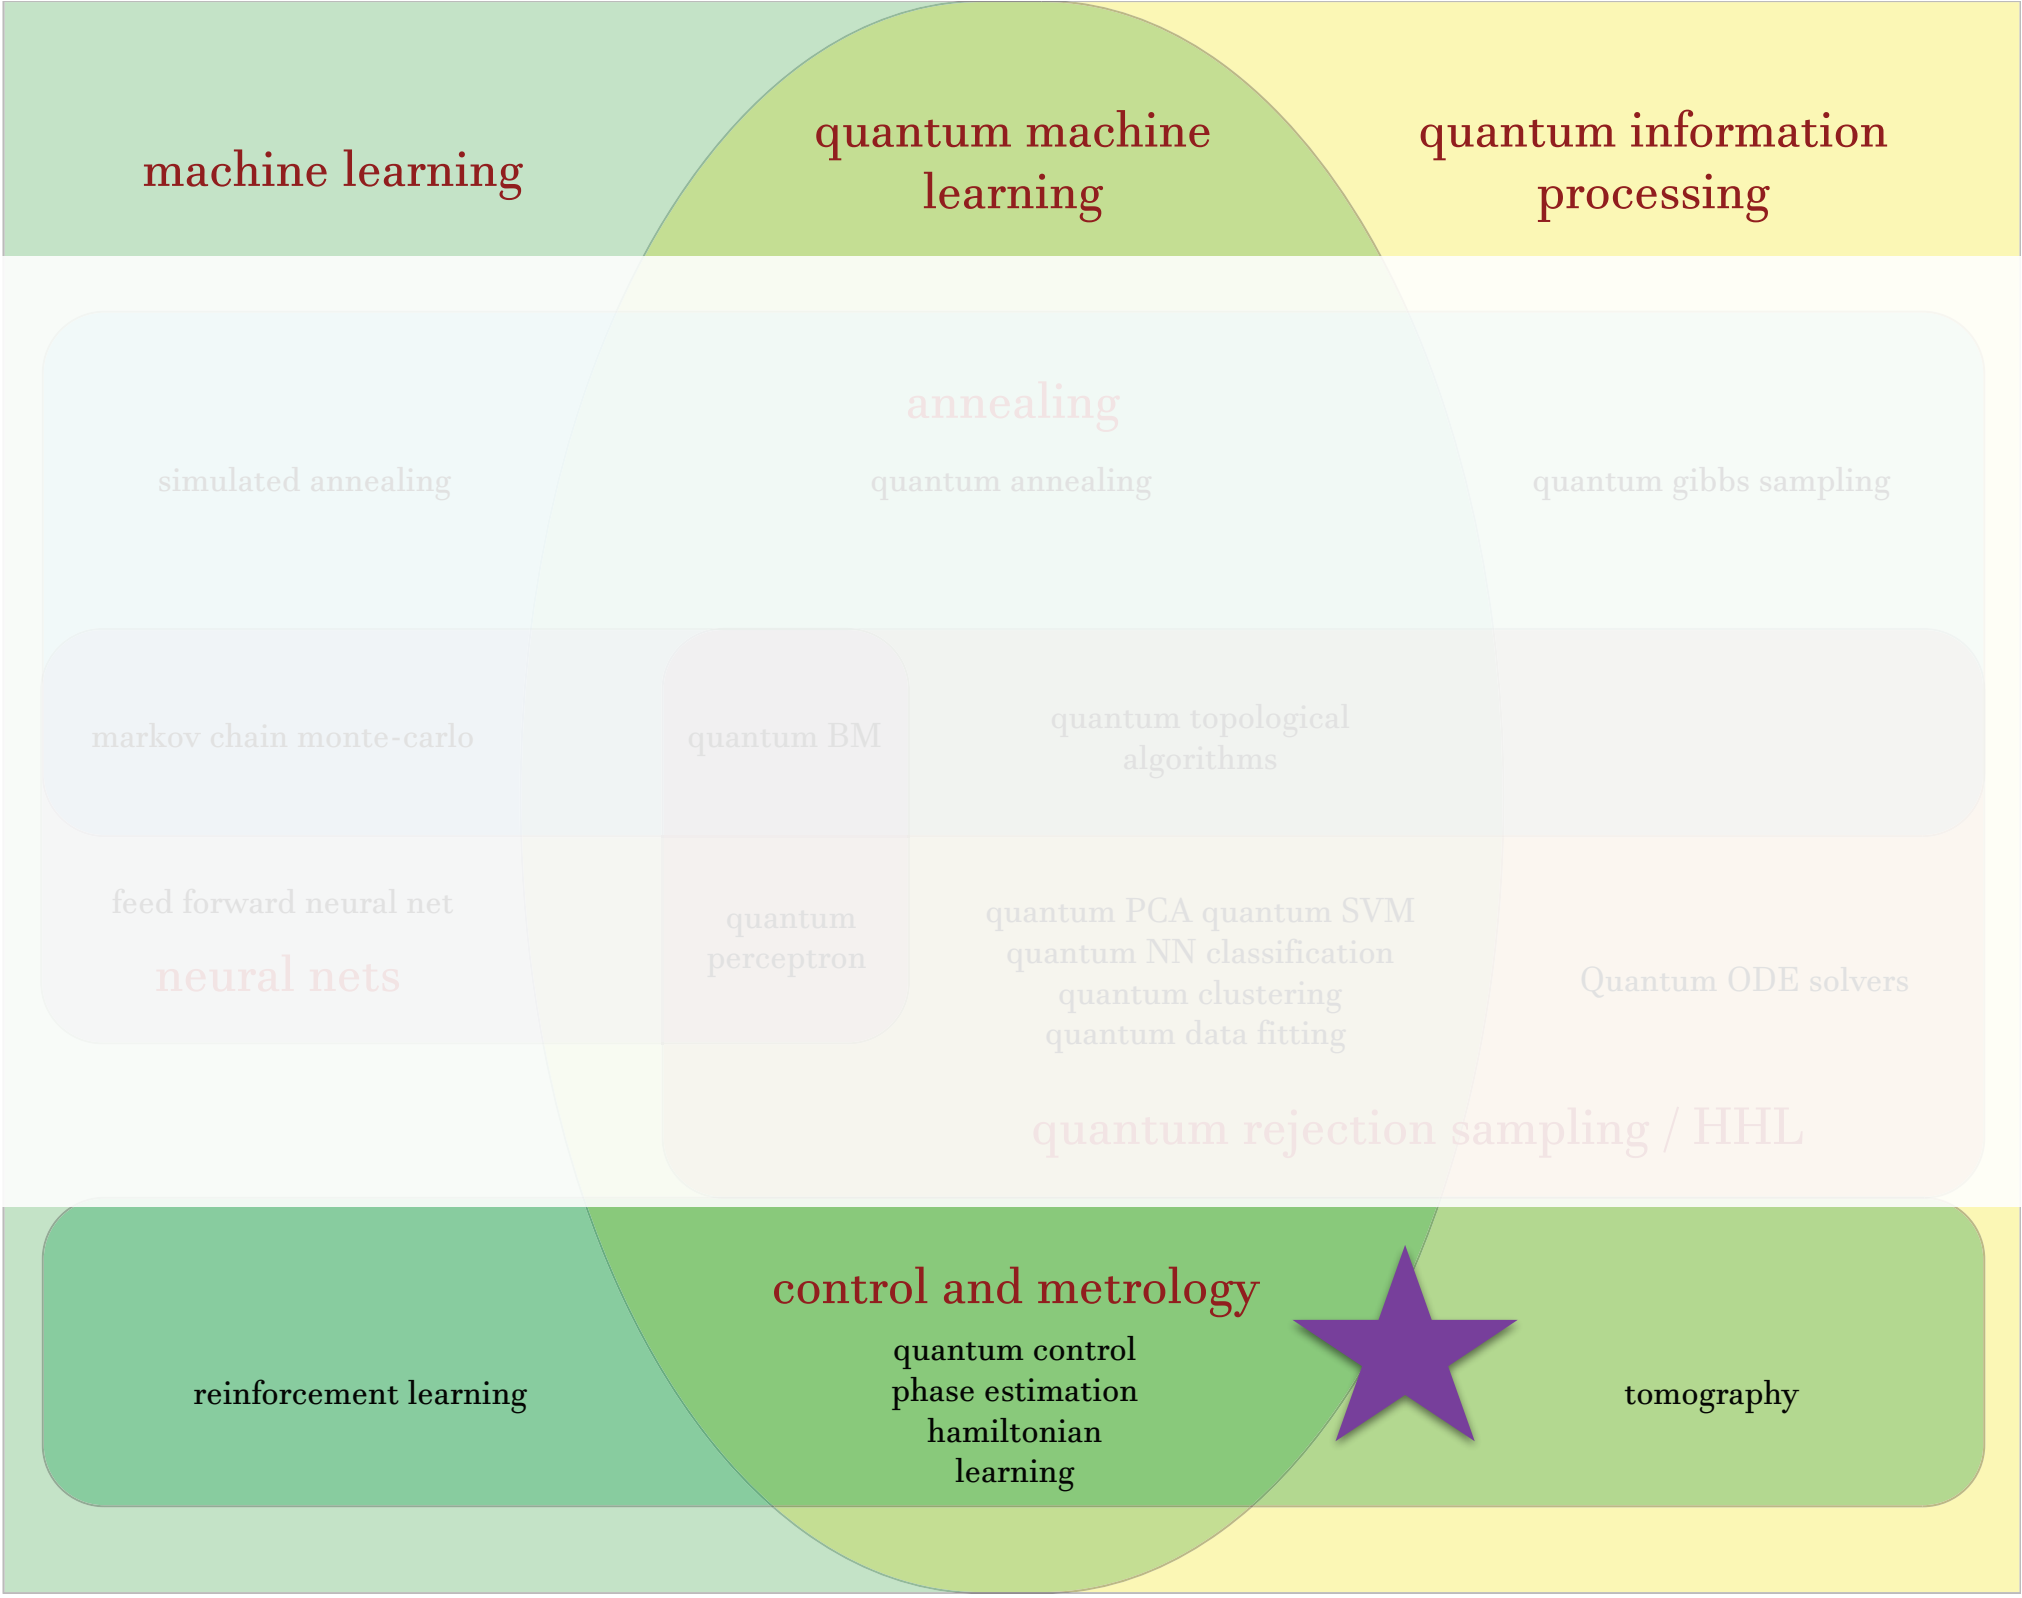 machine learning
quantum machine
learning
quantum information
processing
annealing
simulated annealing
quantum annealing
quantum gibbs sampling
markov chain monte-carlo
quantum BM
quantum topological
algorithms
feed forward neural net
neural nets
quantum
perceptron
quantum PCA quantum SVM
quantum NN classification
quantum clustering
quantum data fitting
Quantum ODE solvers
quantum rejection sampling / HHL
control and metrology
reinforcement learning
quantum control
phase estimation
hamiltonian
learning
tomography